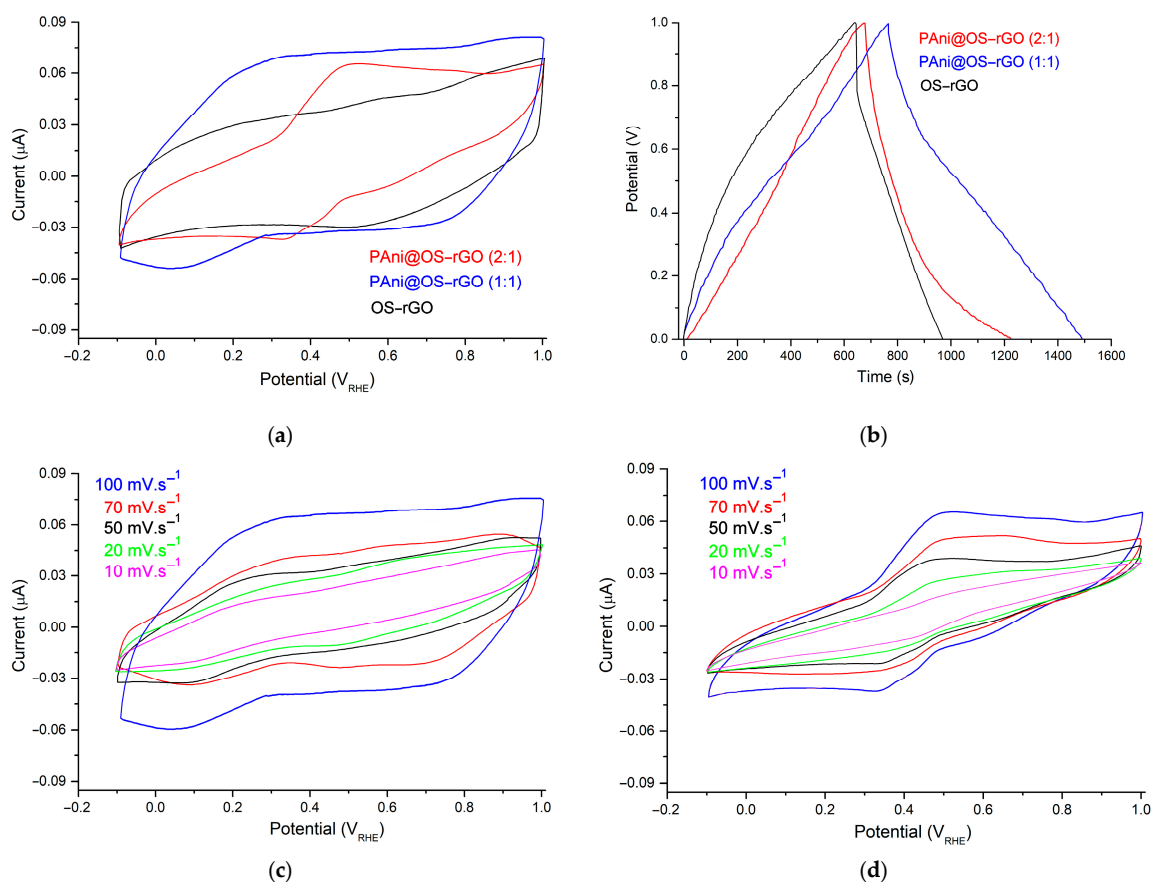 (a)
0.09
0.06
0.03
0.00
−0.03
−0.06
−0.09
Current (μA)
PAni@OS–rGO (2:1)
PAni@OS–rGO (1:1)
OS–rGO
−0.2 0.0 0.2 0.4 0.6 0.8 1.0
Potential (V_RHE)
(b)
1.0
0.8
0.6
0.4
0.2
0.0
Potential (V)
PAni@OS–rGO (2:1)
PAni@OS–rGO (1:1)
OS–rGO
0 200 400 600 800 1000 1200 1400 1600
Time (s)
(c)
0.09
0.06
0.03
0.00
−0.03
−0.06
−0.09
Current (μA)
100 mV.s⁻¹
70 mV.s⁻¹
50 mV.s⁻¹
20 mV.s⁻¹
10 mV.s⁻¹
−0.2 0.0 0.2 0.4 0.6 0.8 1.0
Potential (V_RHE)
(d)
0.09
0.06
0.03
0.00
−0.03
−0.06
−0.09
Current (μA)
100 mV.s⁻¹
70 mV.s⁻¹
50 mV.s⁻¹
20 mV.s⁻¹
10 mV.s⁻¹
−0.2 0.0 0.2 0.4 0.6 0.8 1.0
Potential (V_RHE)